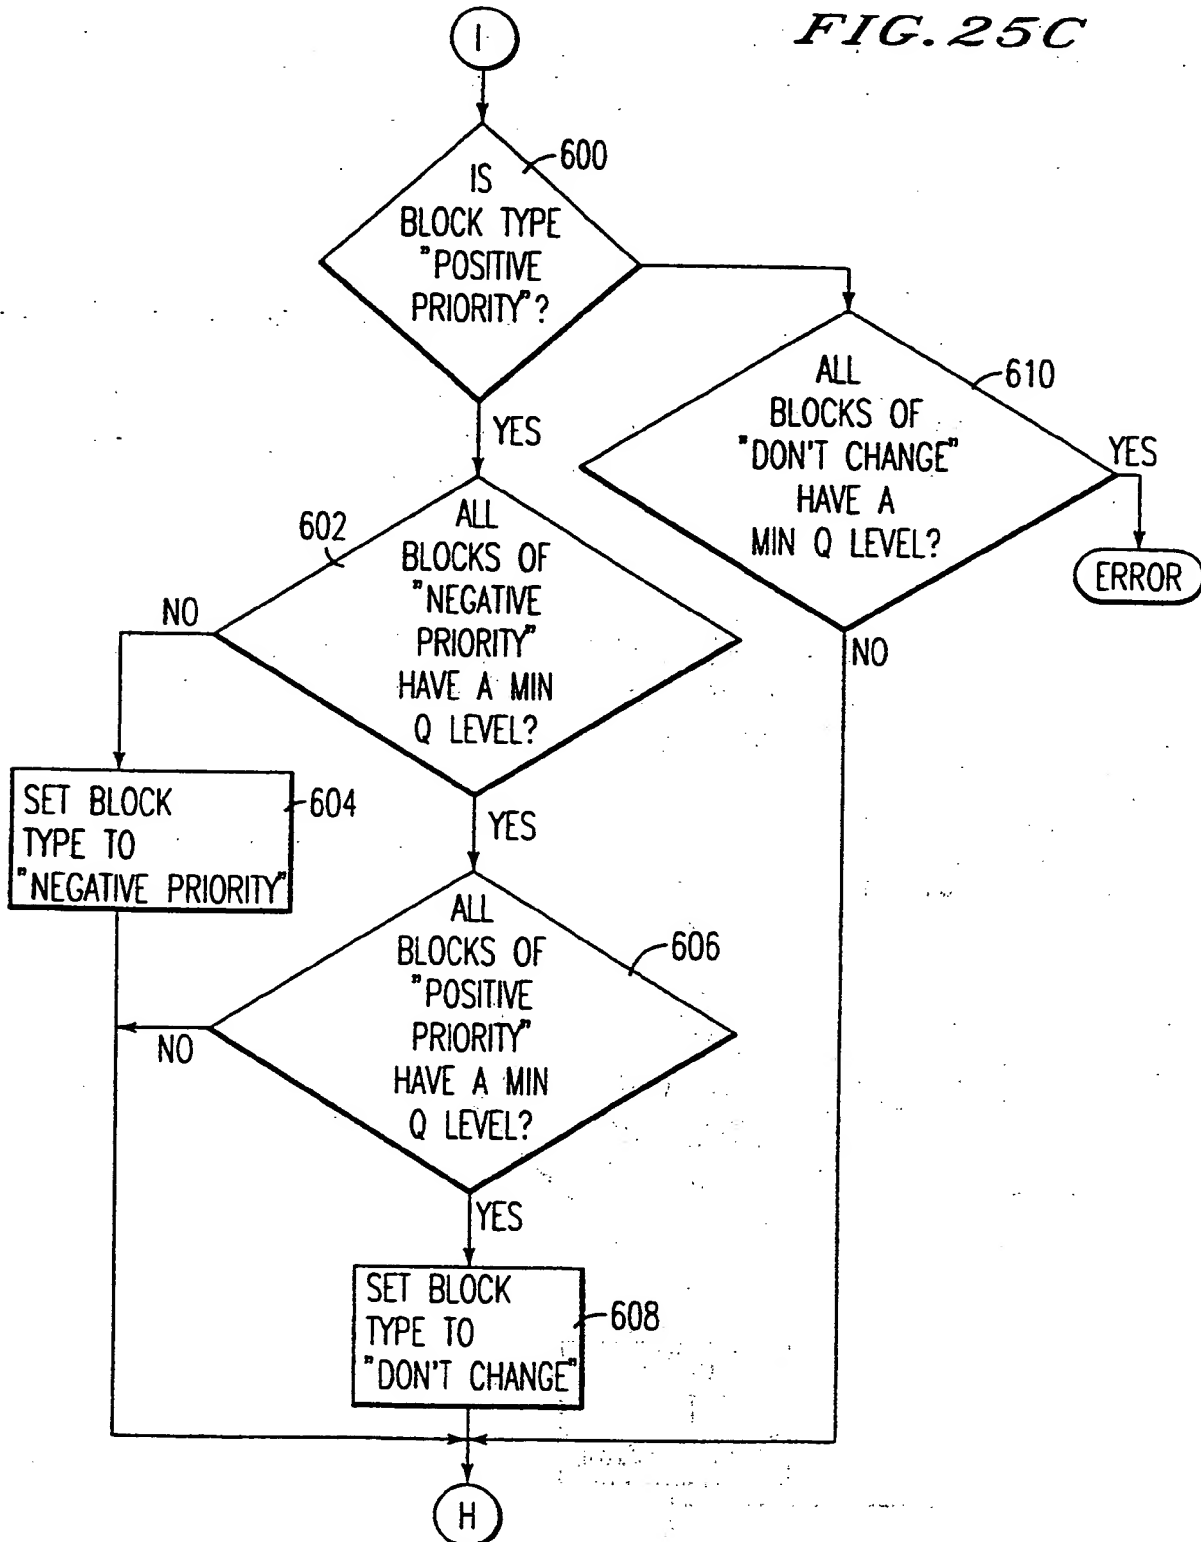 FIG. 25C
I
600
IS
BLOCK TYPE
"POSITIVE
PRIORITY"?
YES
610
ALL
BLOCKS OF
"DON'T CHANGE"
HAVE A
MIN Q LEVEL?
YES
ERROR
NO
602
ALL
BLOCKS OF
"NEGATIVE
PRIORITY"
HAVE A MIN
Q LEVEL?
NO
YES
SET BLOCK
TYPE TO
"NEGATIVE PRIORITY"
604
606
ALL
BLOCKS OF
"POSITIVE
PRIORITY"
HAVE A MIN
Q LEVEL?
NO
YES
SET BLOCK
TYPE TO
"DON'T CHANGE"
608
H